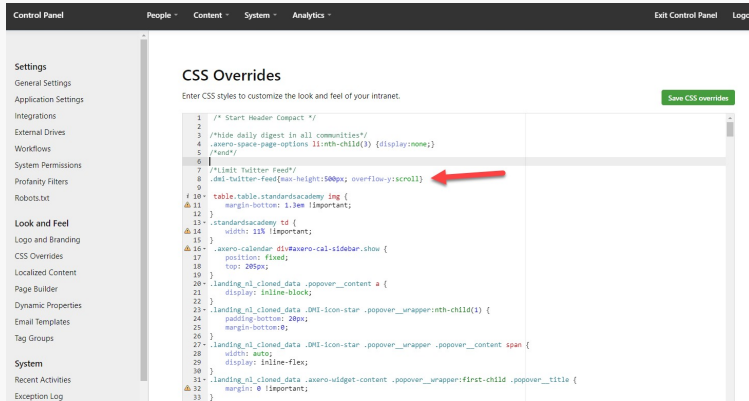 Control Panel People Content System Analytics Exit Control Panel Logo
Settings
General Settings
Application Settings
Integrations
External Drives
Workflows
System Permissions
Profanity Filters
Robots.txt
Look and Feel
Logo and Branding
CSS Overrides
Localized Content
Page Builder
Dynamic Properties
Email Templates
Tag Groups
System
Recent Activities
Exception Log
CSS Overrides
Enter CSS styles to customize the look and feel of your intranet.
Save CSS overrides
1 /* Start Header Compact */
2
3 /*hide daily digest in all communities*/
4 .axero-space-page-options li:nth-child(3) {display:none;}
5 /*end*/
6
7 /*Limit Twitter Feed*/
8 .dmi-twitter-feed{max-height:500px; overflow-y:scroll}
9
10 table.table.standardsacademy img {
11 margin-bottom: 1.3em !important;
12 }
13 .standardsacademy td {
14 width: 11% !important;
15 }
16 .axero-calendar div#axero-cal-sidebar.show {
17 position: fixed;
18 top: 205px;
19 }
20 .landing_nl_cloned_data .popover__content a {
21 display: inline-block;
22 }
23 .landing_nl_cloned_data .DMI-icon-star .popover__wrapper:nth-child(1) {
24 padding-bottom: 20px;
25 margin-bottom:0;
26 }
27 .landing_nl_cloned_data .DMI-icon-star .popover__wrapper .popover__content span {
28 width: auto;
29 display: inline-flex;
30 }
31 .landing_nl_cloned_data .axero-widget-content .popover__wrapper:first-child .popover__title {
32 margin: 0 !important;
33 }